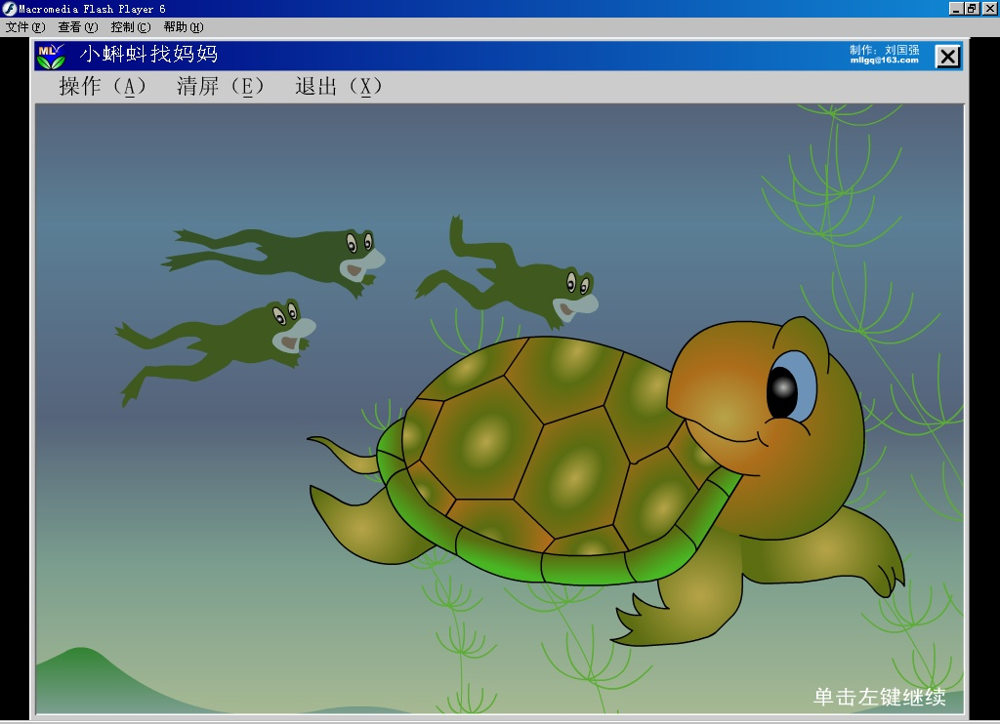 Macromedia Flash Player 6
文件(F) 查看(V) 控制(C) 帮助(H)
ML
小蝌蚪找妈妈
制作：刘国强
mllgq@163.com
操作（A） 清屏（E） 退出（X）
单击左键继续